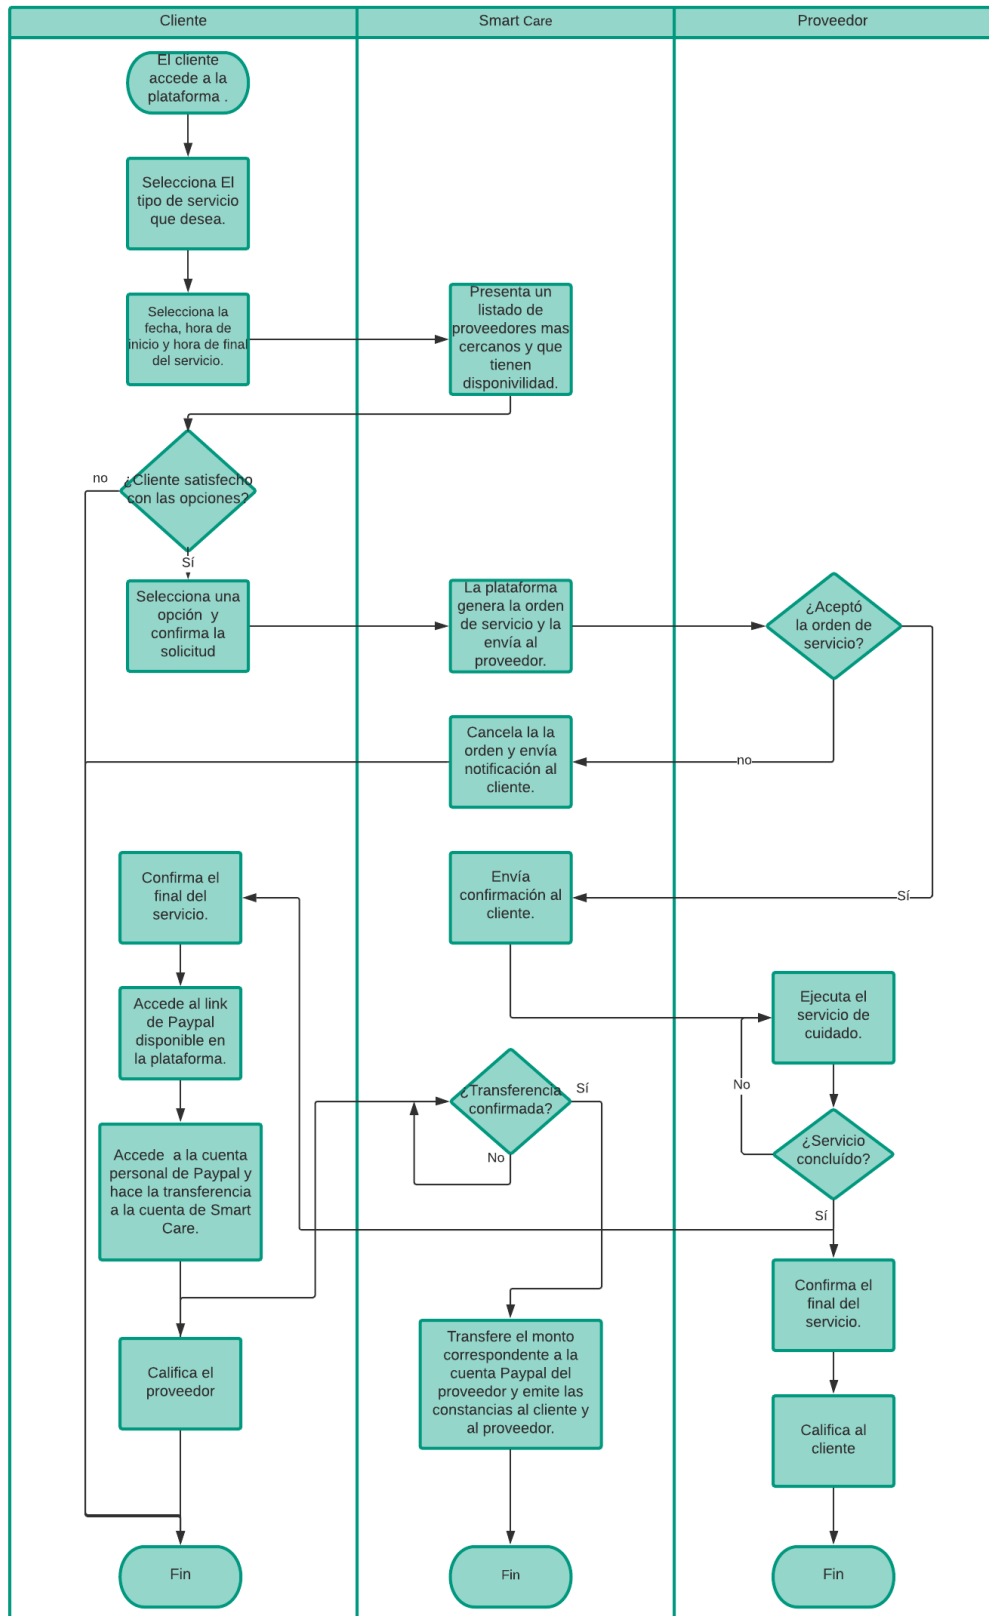 Cliente
Smart Care
Proveedor
El cliente
accede a la
plataforma .
Selecciona El
tipo de servicio
que desea.
Selecciona la
fecha, hora de
inicio y hora de final
del servicio.
Presenta un
listado de
proveedores mas
cercanos y que
tienen
disponivilidad.
¿Cliente satisfecho
con las opciones?
no
Sí
Selecciona una
opción y
confirma la
solicitud
La plataforma
genera la orden
de servicio y la
envía al
proveedor.
¿Aceptó
la orden de
servicio?
Cancela la la
orden y envía
notificación al
cliente.
no
Confirma el
final del
servicio.
Envía
confirmación al
cliente.
Sí
Accede al link
de Paypal
disponible en
la plataforma.
Ejecuta el
servicio de
cuidado.
No
¿Transferencia
confirmada?
Sí
No
¿Servicio
concluído?
Sí
Accede a la cuenta
personal de Paypal y
hace la transferencia
a la cuenta de Smart
Care.
Confirma el
final del
servicio.
Califica el
proveedor
Transfere el monto
correspondente a la
cuenta Paypal del
proveedor y emite las
constancias al cliente y
al proveedor.
Califica al
cliente
Fin
Fin
Fin